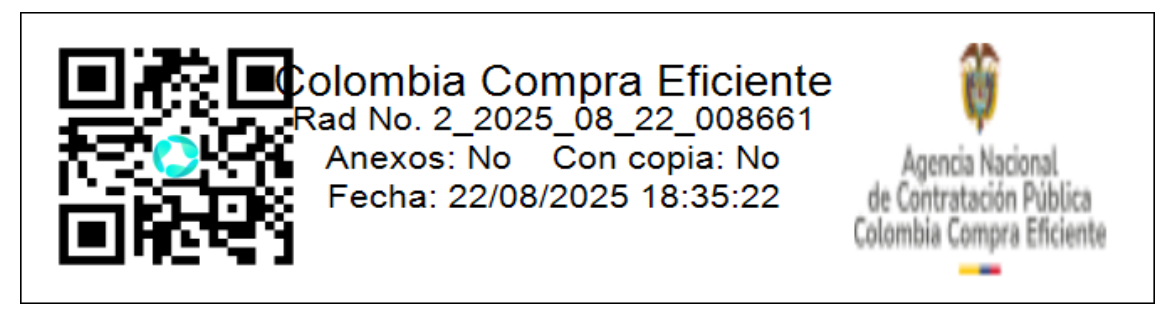 Colombia Compra Eficiente
Rad No. 2_2025_08_22_008661
Anexos: No Con copia: No
Fecha: 22/08/2025 18:35:22
Agencia Nacional
de Contratación Pública
Colombia Compra Eficiente